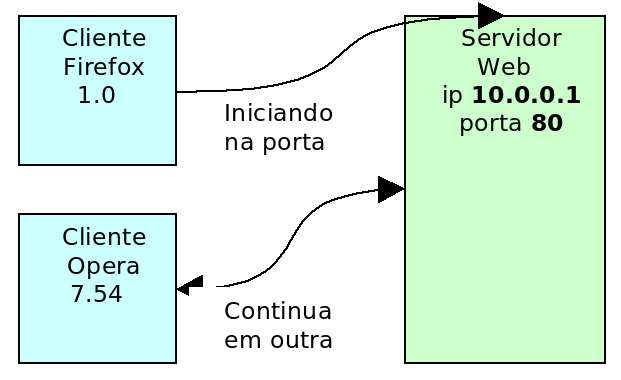 Cliente
Firefox
1.0
Iniciando
na porta
Servidor
Web
ip 10.0.0.1
porta 80
Cliente
Opera
7.54
Continua
em outra